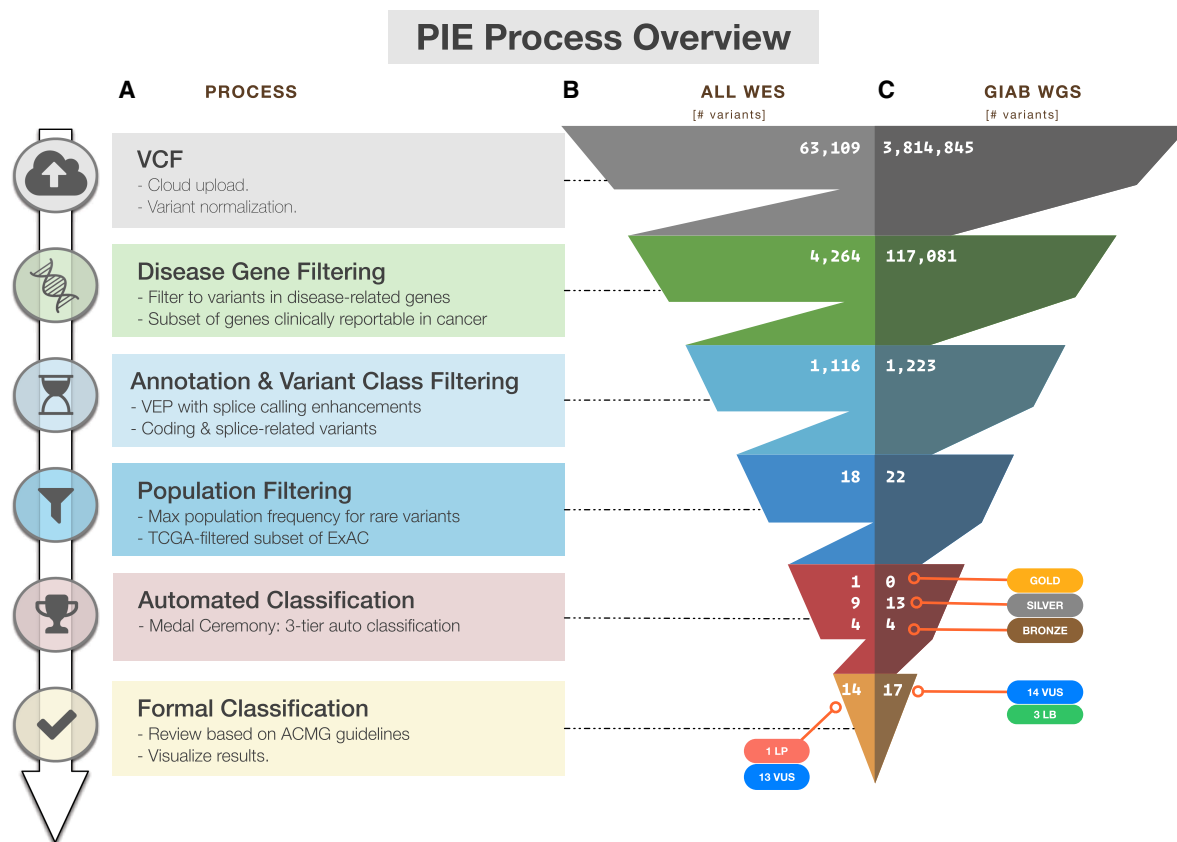 PIE Process Overview
A PROCESS
B ALL WES
[# variants]
C GIAB WGS
[# variants]
VCF
- Cloud upload.
- Variant normalization.
63,109 3,814,845
Disease Gene Filtering
- Filter to variants in disease-related genes
- Subset of genes clinically reportable in cancer
4,264 117,081
Annotation & Variant Class Filtering
- VEP with splice calling enhancements
- Coding & splice-related variants
1,116 1,223
Population Filtering
- Max population frequency for rare variants
- TCGA-filtered subset of ExAC
18 22
Automated Classification
- Medal Ceremony: 3-tier auto classification
1 0 GOLD
9 13 SILVER
4 4 BRONZE
Formal Classification
- Review based on ACMG guidelines
- Visualize results.
14 17
14 VUS
3 LB
1 LP
13 VUS